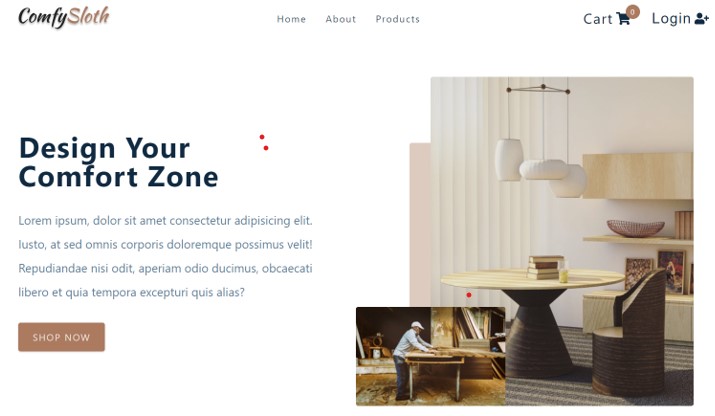 ComfySloth
Home About Products
Cart 0 Login
Design Your
Comfort Zone
Lorem ipsum, dolor sit amet consectetur adipisicing elit.
Iusto, at sed omnis corporis doloremque possimus velit!
Repudiandae nisi odit, aperiam odio ducimus, obcaecati
libero et quia tempora excepturi quis alias?
SHOP NOW